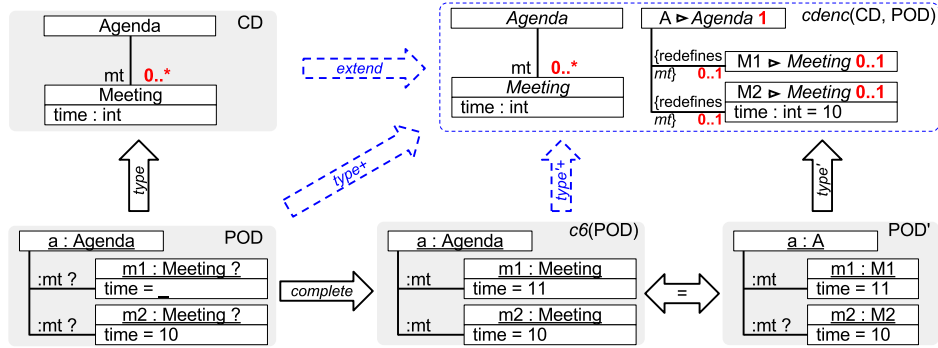 CD
Agenda
mt 0..*
Meeting
time : int
extend
cdenc(CD, POD)
Agenda
mt 0..*
Meeting
time : int
A ▹ Agenda 1
{redefines
mt} 0..1
M1 ▹ Meeting 0..1
{redefines
mt} 0..1
M2 ▹ Meeting 0..1
time : int = 10
type
type+
type'+
type'
POD
a : Agenda
:mt ?
m1 : Meeting ?
time = _
:mt ?
m2 : Meeting ?
time = 10
complete
c6(POD)
a : Agenda
:mt
m1 : Meeting
time = 11
:mt
m2 : Meeting
time = 10
=
POD'
a : A
:mt
m1 : M1
time = 11
:mt ?
m2 : M2
time = 10